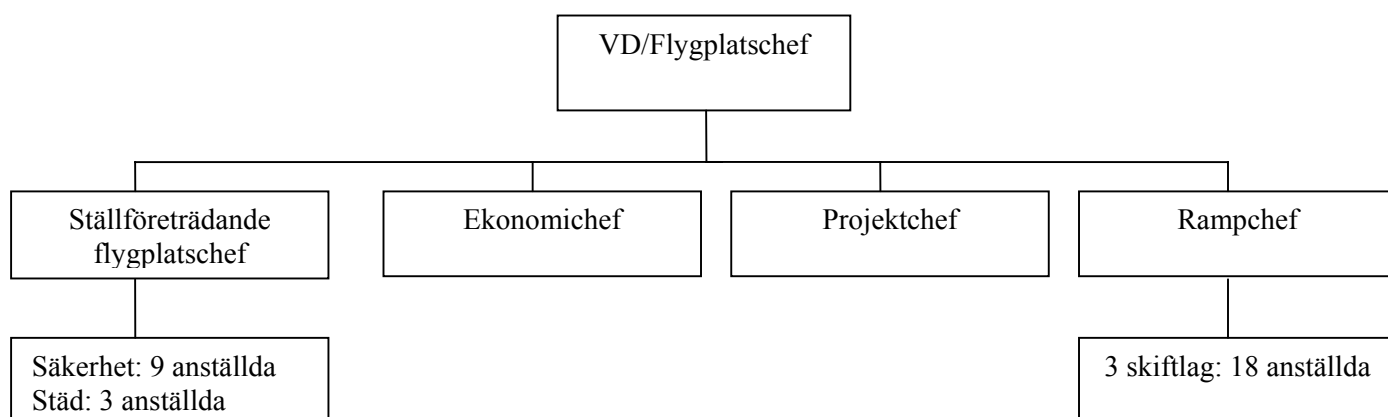 VD/Flygplatschef
Ställföreträdande
flygplatschef
Ekonomichef
Projektchef
Rampchef
Säkerhet: 9 anställda
Städ: 3 anställda
3 skiftlag: 18 anställda